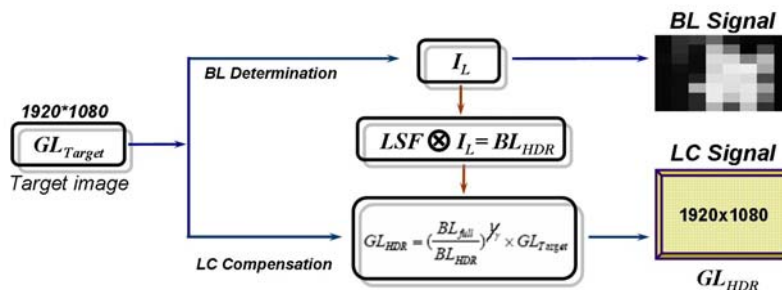 BL Signal
BL Determination
I_L
1920*1080
GL_Target
Target image
LSF ⊗ I_L = BL_HDR
LC Signal
1920x1080
GL_HDR = (BL_full / BL_HDR)^{1/γ} × GL_Target
LC Compensation
GL_HDR